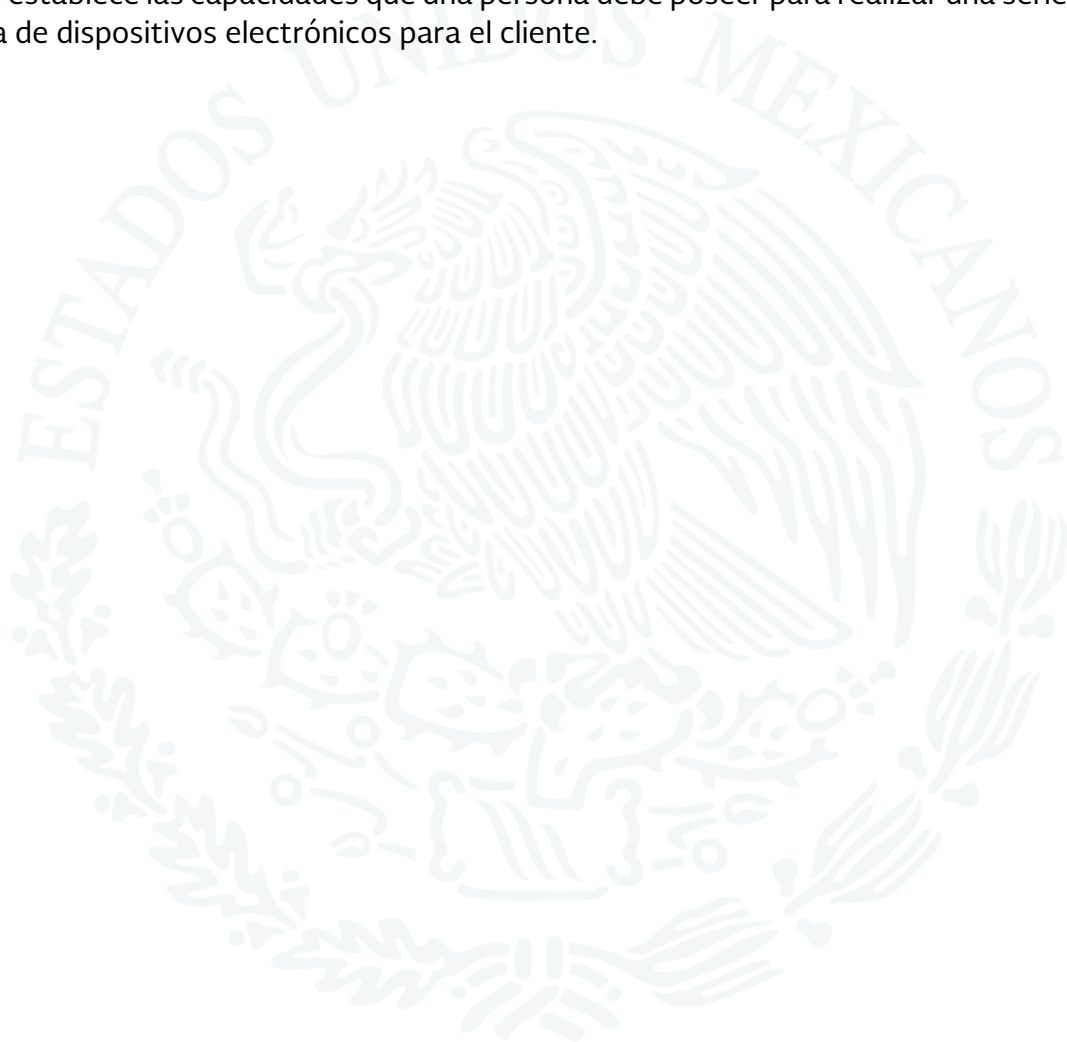 establece las capacidades que una persona debe poseer para realizar una serie
a de dispositivos electrónicos para el cliente.
ESTADOS UNIDOS MEXICANOS